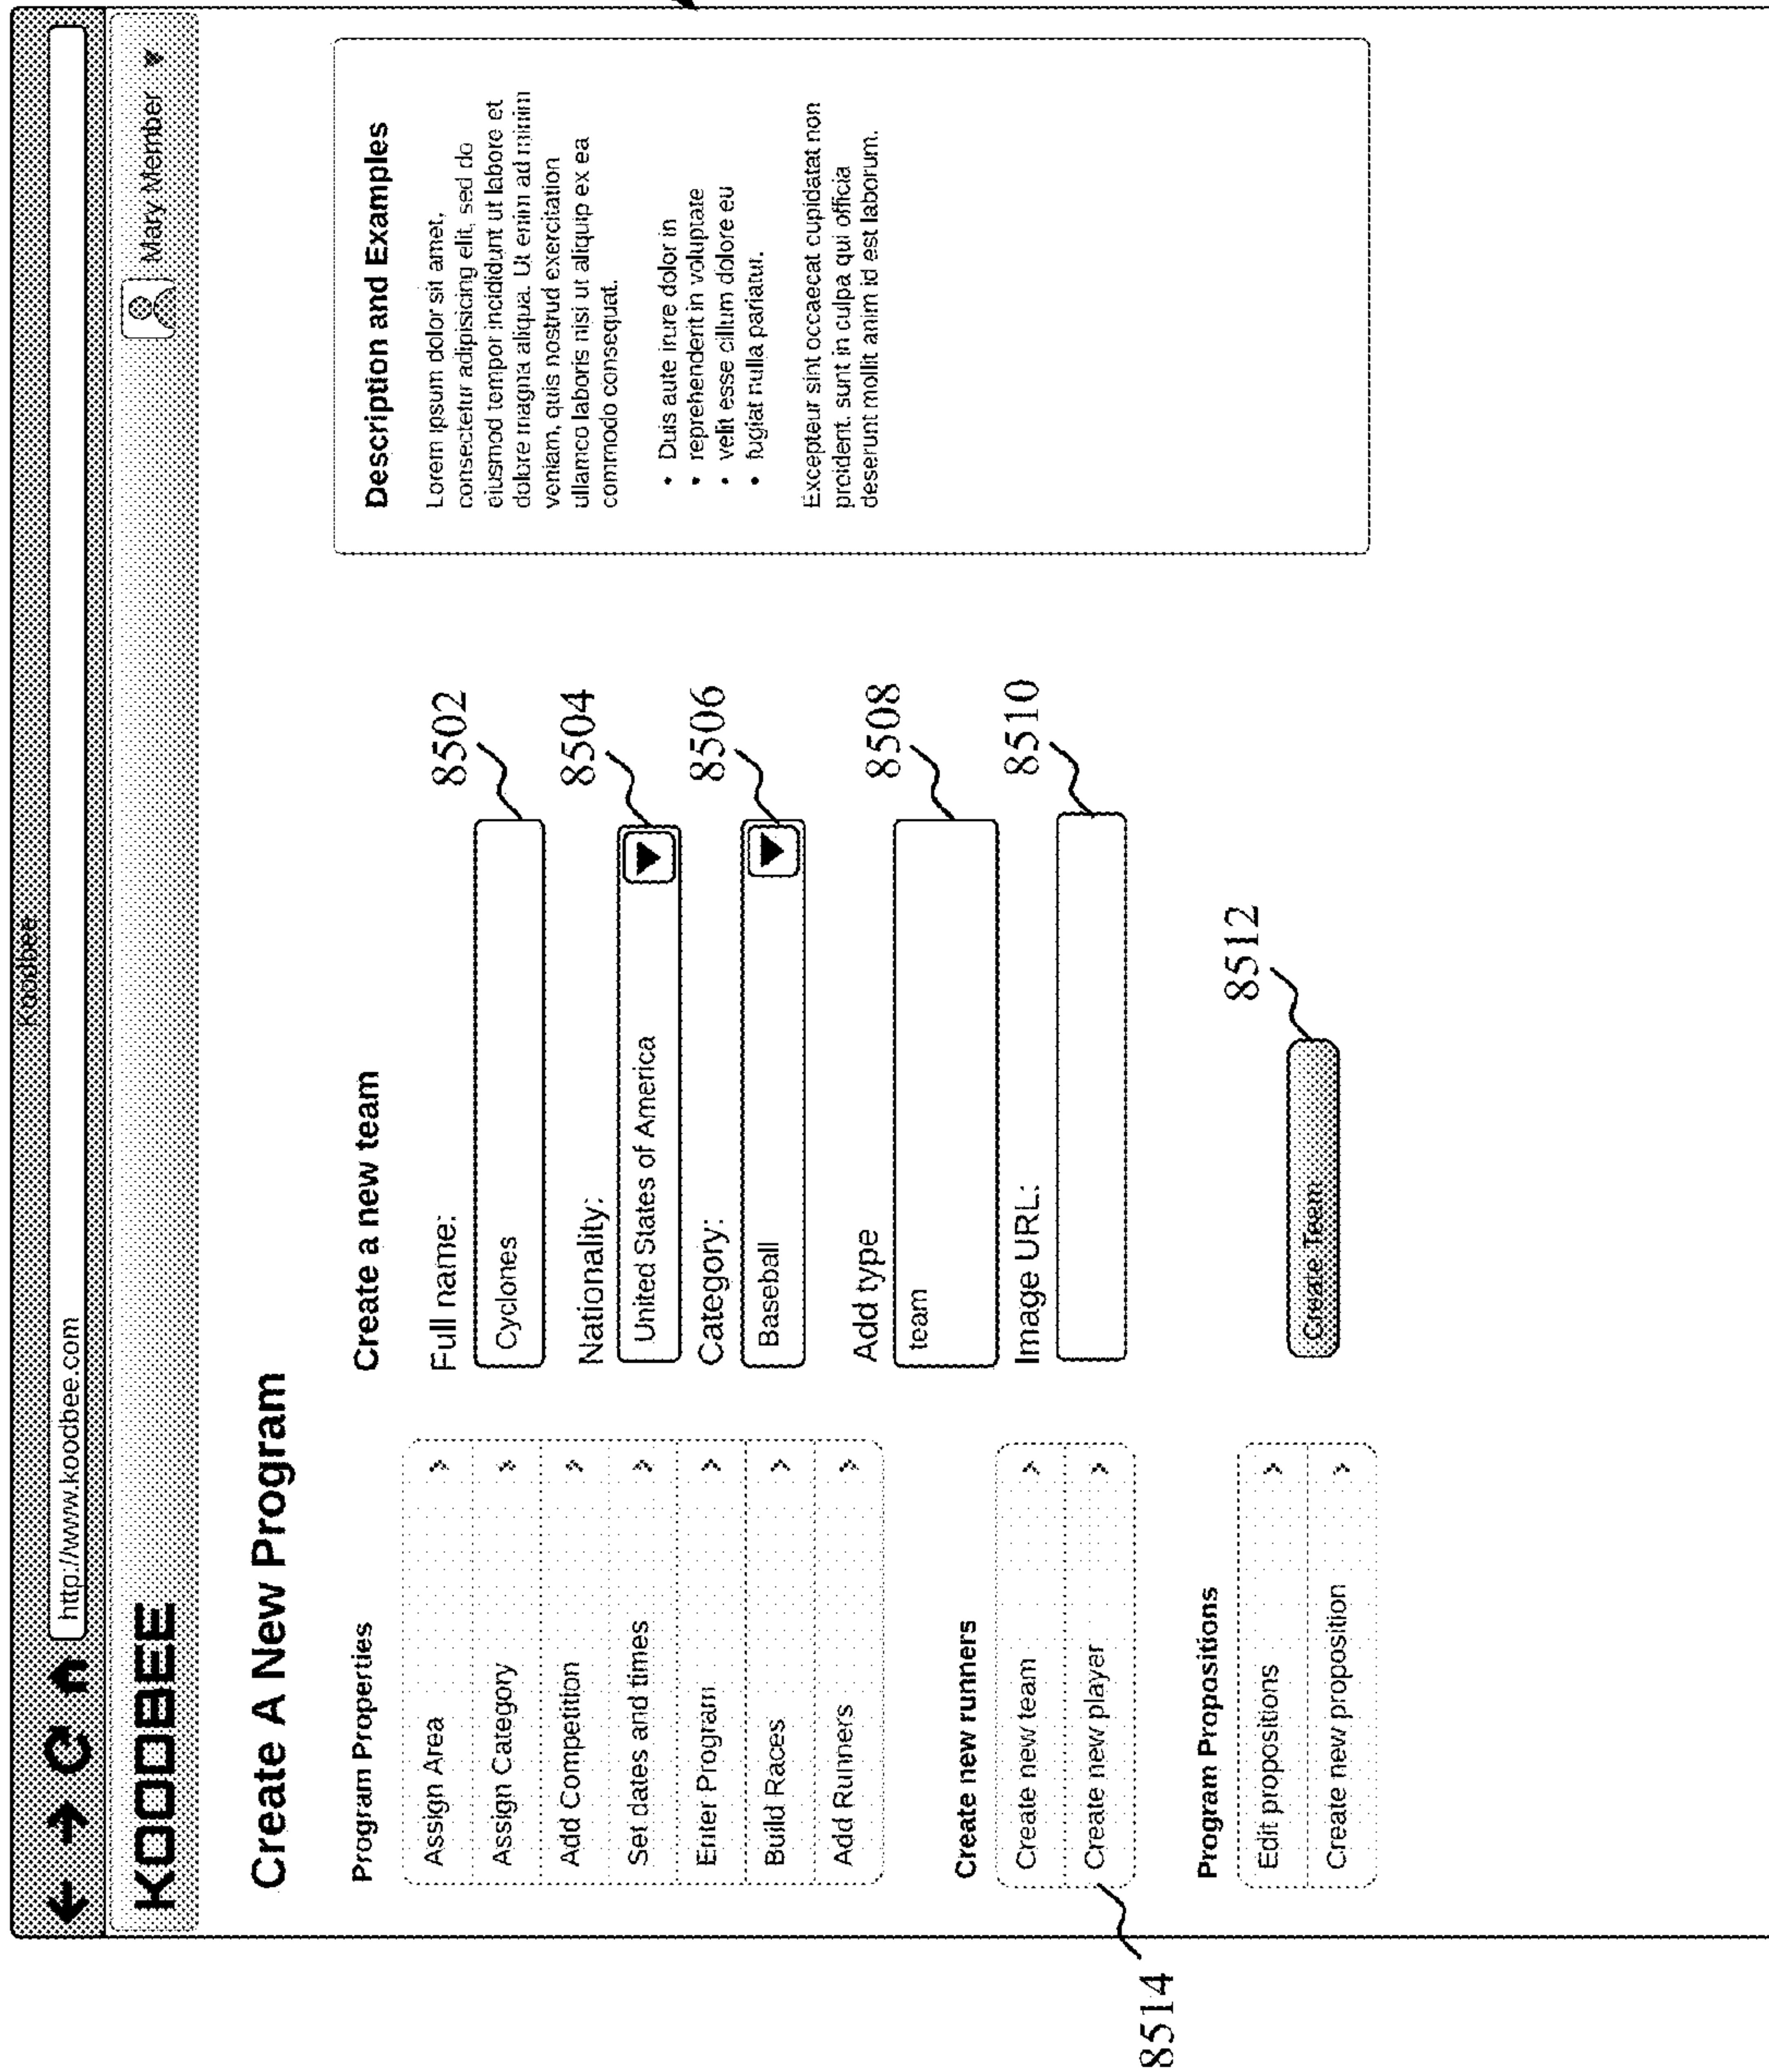 Koodbee
http://www.koodbee.com
KOODBEE
Mary Member
Create A New Program
Program Properties
Assign Area
Assign Category
Add Competition
Set dates and times
Enter Program
Build Races
Add Runners
Create new runners
Create new team
Create new player
8514
Program Propositions
Edit propositions
Create new proposition
Create a new team
Full name:
Cyclones
8502
Nationality:
United States of America
8504
Category:
Baseball
8506
Add type
team
8508
Image URL:
8510
Create Team
8512
Description and Examples
Lorem ipsum dolor sit amet,
consectetur adipisicing elit, sed do
eiusmod tempor incididunt ut labore et
dolore magna aliqua. Ut enim ad minim
veniam, quis nostrud exercitation
ullamco laboris nisi ut aliquip ex ea
commodo consequat.
• Duis aute irure dolor in
• reprehenderit in voluptate
• velit esse cillum dolore eu
• fugiat nulla pariatur.
Excepteur sint occaecat cupidatat non
proident, sunt in culpa qui officia
deserunt mollit anim id est laborum.